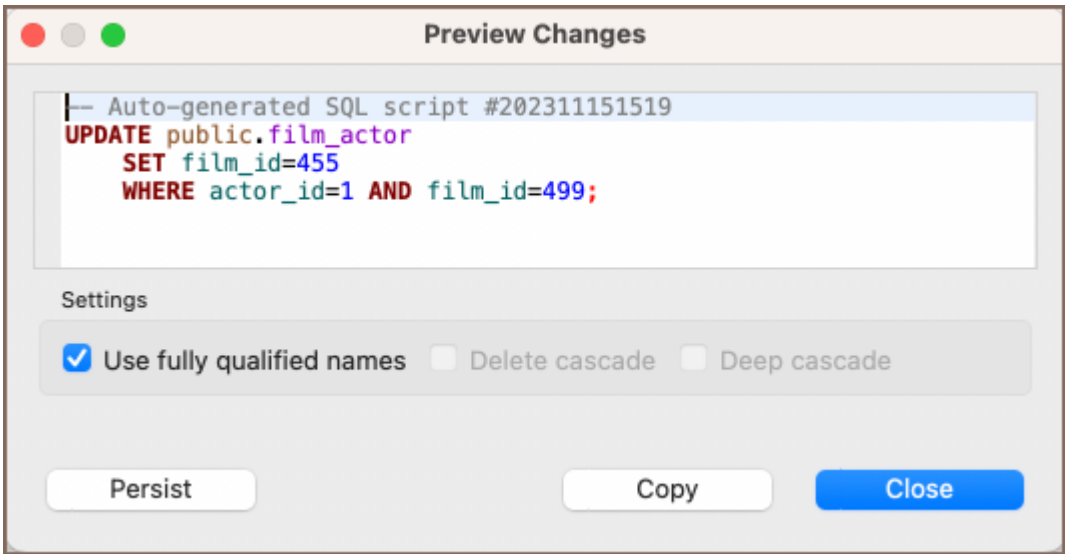 Preview Changes
-- Auto-generated SQL script #202311151519
UPDATE public.film_actor
    SET film_id=455
    WHERE actor_id=1 AND film_id=499;
Settings
Use fully qualified names Delete cascade Deep cascade
Persist Copy Close